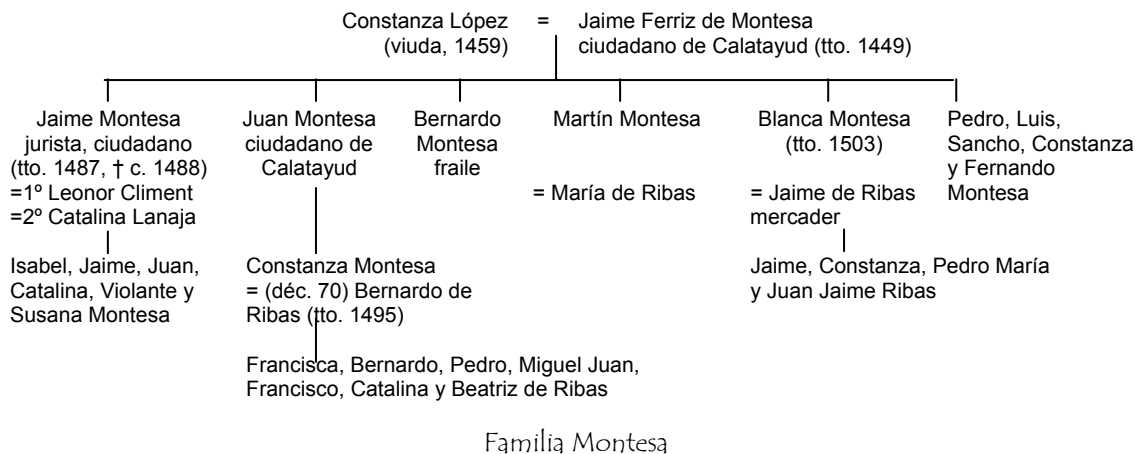 Constanza López = Jaime Ferriz de Montesa
(viuda, 1459) ciudadano de Calatayud (tto. 1449)
Jaime Montesa
jurista, ciudadano
(tto. 1487, † c. 1488)
=1º Leonor Climent
=2º Catalina Lanaja
Juan Montesa
ciudadano de
Calatayud
Bernardo
Montesa
fraile
Martín Montesa
= María de Ribas
Blanca Montesa
(tto. 1503)
= Jaime de Ribas
mercader
Pedro, Luis,
Sancho, Constanza
y Fernando
Montesa
Isabel, Jaime, Juan,
Catalina, Violante y
Susana Montesa
Constanza Montesa
= (déc. 70) Bernardo de
Ribas (tto. 1495)
Jaime, Constanza, Pedro María
y Juan Jaime Ribas
Francisca, Bernardo, Pedro, Miguel Juan,
Francisco, Catalina y Beatriz de Ribas
Familia Montesa